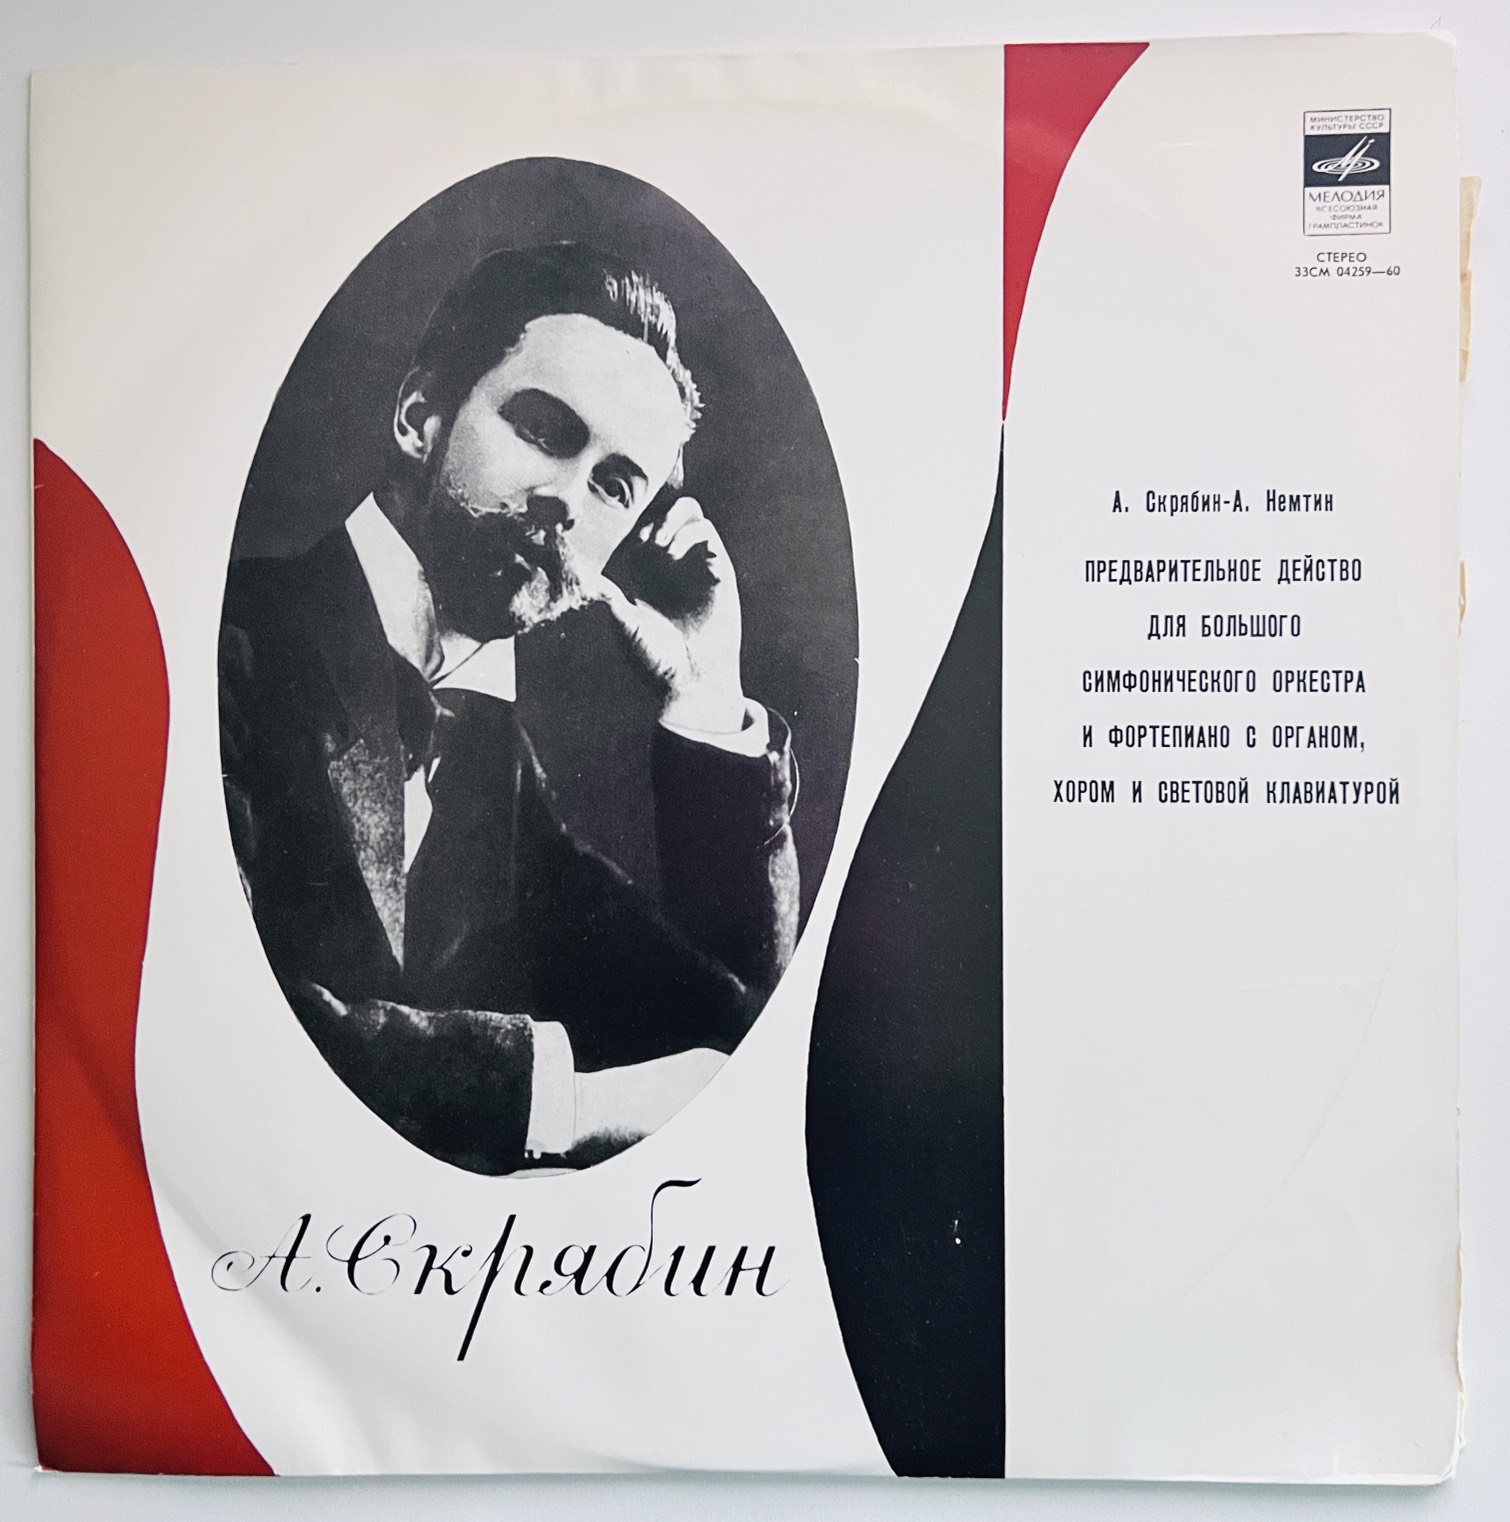 МИНИСТЕРСТВО
КУЛЬТУРЫ СССР
МЕЛОДИЯ
ВСЕСОЮЗНАЯ
ФИРМА
ГРАМПЛАСТИНОК
СТЕРЕО
33СМ 04259—60
А. Скрябин-А. Немтин
ПРЕДВАРИТЕЛЬНОЕ ДЕЙСТВО
ДЛЯ БОЛЬШОГО
СИМФОНИЧЕСКОГО ОРКЕСТРА
И ФОРТЕПИАНО С ОРГАНОМ,
ХОРОМ И СВЕТОВОЙ КЛАВИАТУРОЙ
А. Скрябин